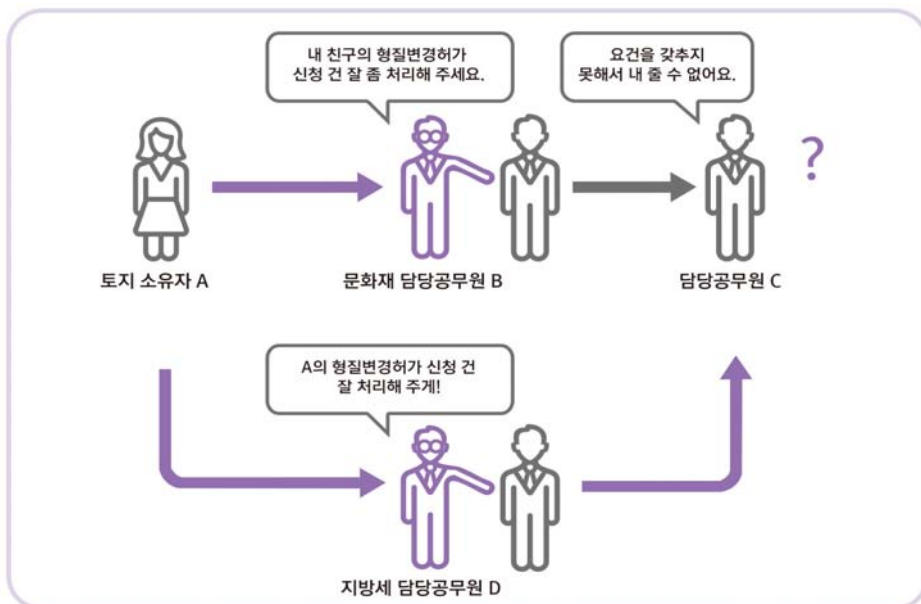 내 친구의 형질변경허가
신청 건 잘 좀 처리해 주세요.
요건을 갖추지
못해서 내 줄 수 없어요.
?
토지 소유자 A
문화재 담당공무원 B
담당공무원 C
A의 형질변경허가 신청 건
잘 처리해 주게!
지방세 담당공무원 D